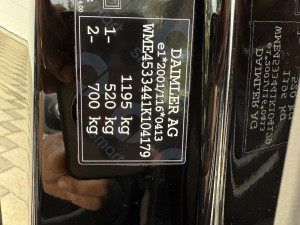 DAIMLER AG
e1*2001/116*0413
WME4533441K104179
1195 kg
1- 520 kg
2- 700 kg